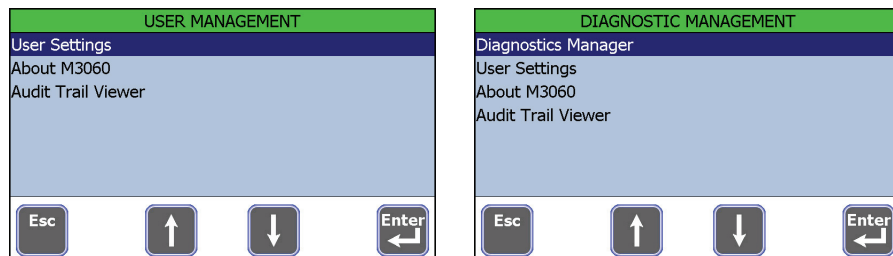 USER MANAGEMENT
User Settings
About M3060
Audit Trail Viewer
Esc
Enter
DIAGNOSTIC MANAGEMENT
Diagnostics Manager
User Settings
About M3060
Audit Trail Viewer
Esc
Enter